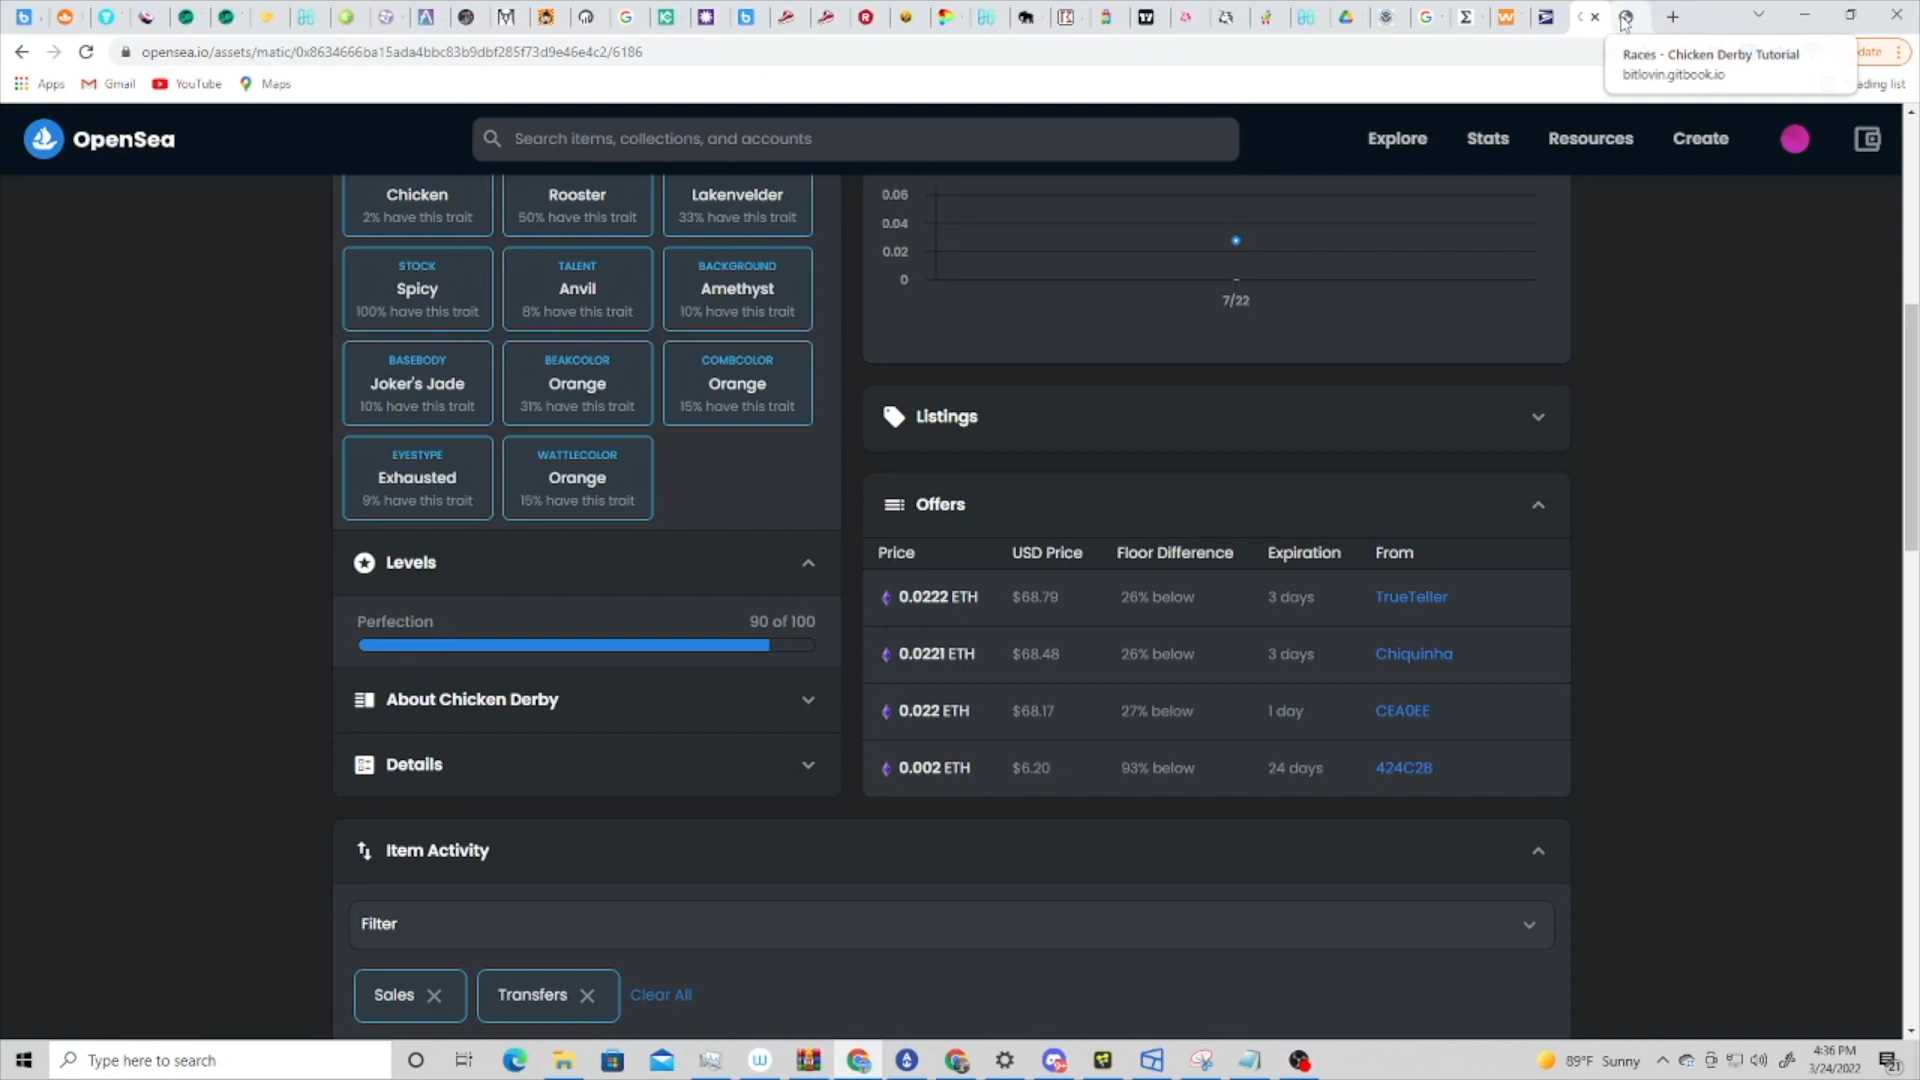 Races - Chicken Derby Tutorial
bitlovin.gitbook.io
opensea.io/assets/matic/0x8634666ba15ada4bbc83b9dbf285f73d9e46e4c2/6186
Apps Gmail YouTube Maps
OpenSea
Search items, collections, and accounts
Explore Stats Resources Create
Chicken
2% have this trait
Rooster
50% have this trait
Lakenvelder
33% have this trait
STOCK
Spicy
100% have this trait
TALENT
Anvil
8% have this trait
BACKGROUND
Amethyst
10% have this trait
BASEBODY
Joker's Jade
10% have this trait
BEAKCOLOR
Orange
31% have this trait
COMBCOLOR
Orange
15% have this trait
EYESTYPE
Exhausted
9% have this trait
WATTLECOLOR
Orange
15% have this trait
Levels
Perfection 90 of 100
About Chicken Derby
Details
0.06
0.04
0.02
0
7/22
Listings
Offers
Price USD Price Floor Difference Expiration From
0.0222 ETH $68.79 26% below 3 days TrueTeller
0.0221 ETH $68.48 26% below 3 days Chiquinha
0.022 ETH $68.17 27% below 1 day CEA0EE
0.002 ETH $6.20 93% below 24 days 424C2B
Item Activity
Filter
Sales Transfers Clear All
Type here to search
89°F Sunny
4:36 PM
3/24/2022
21